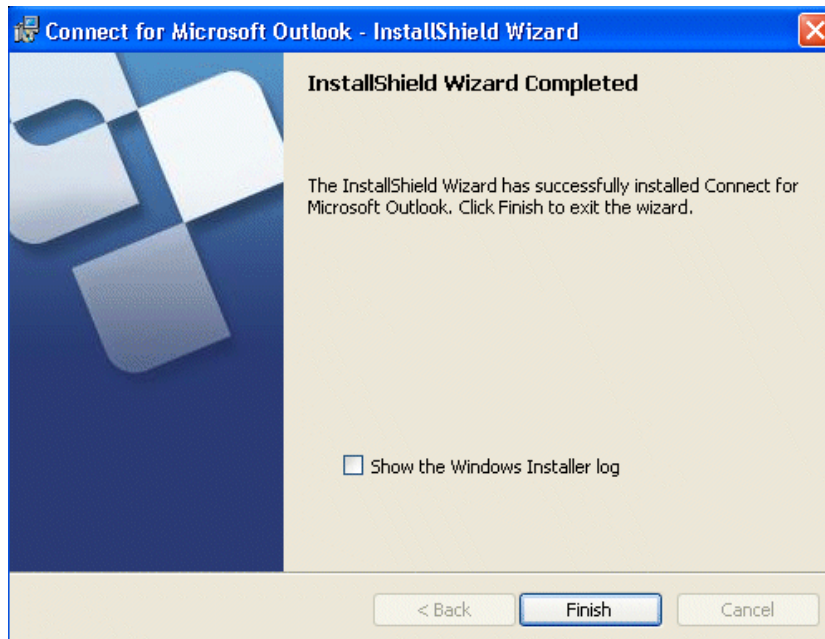 Connect for Microsoft Outlook - InstallShield Wizard
InstallShield Wizard Completed
The InstallShield Wizard has successfully installed Connect for
Microsoft Outlook. Click Finish to exit the wizard.
Show the Windows Installer log
< Back
Finish
Cancel